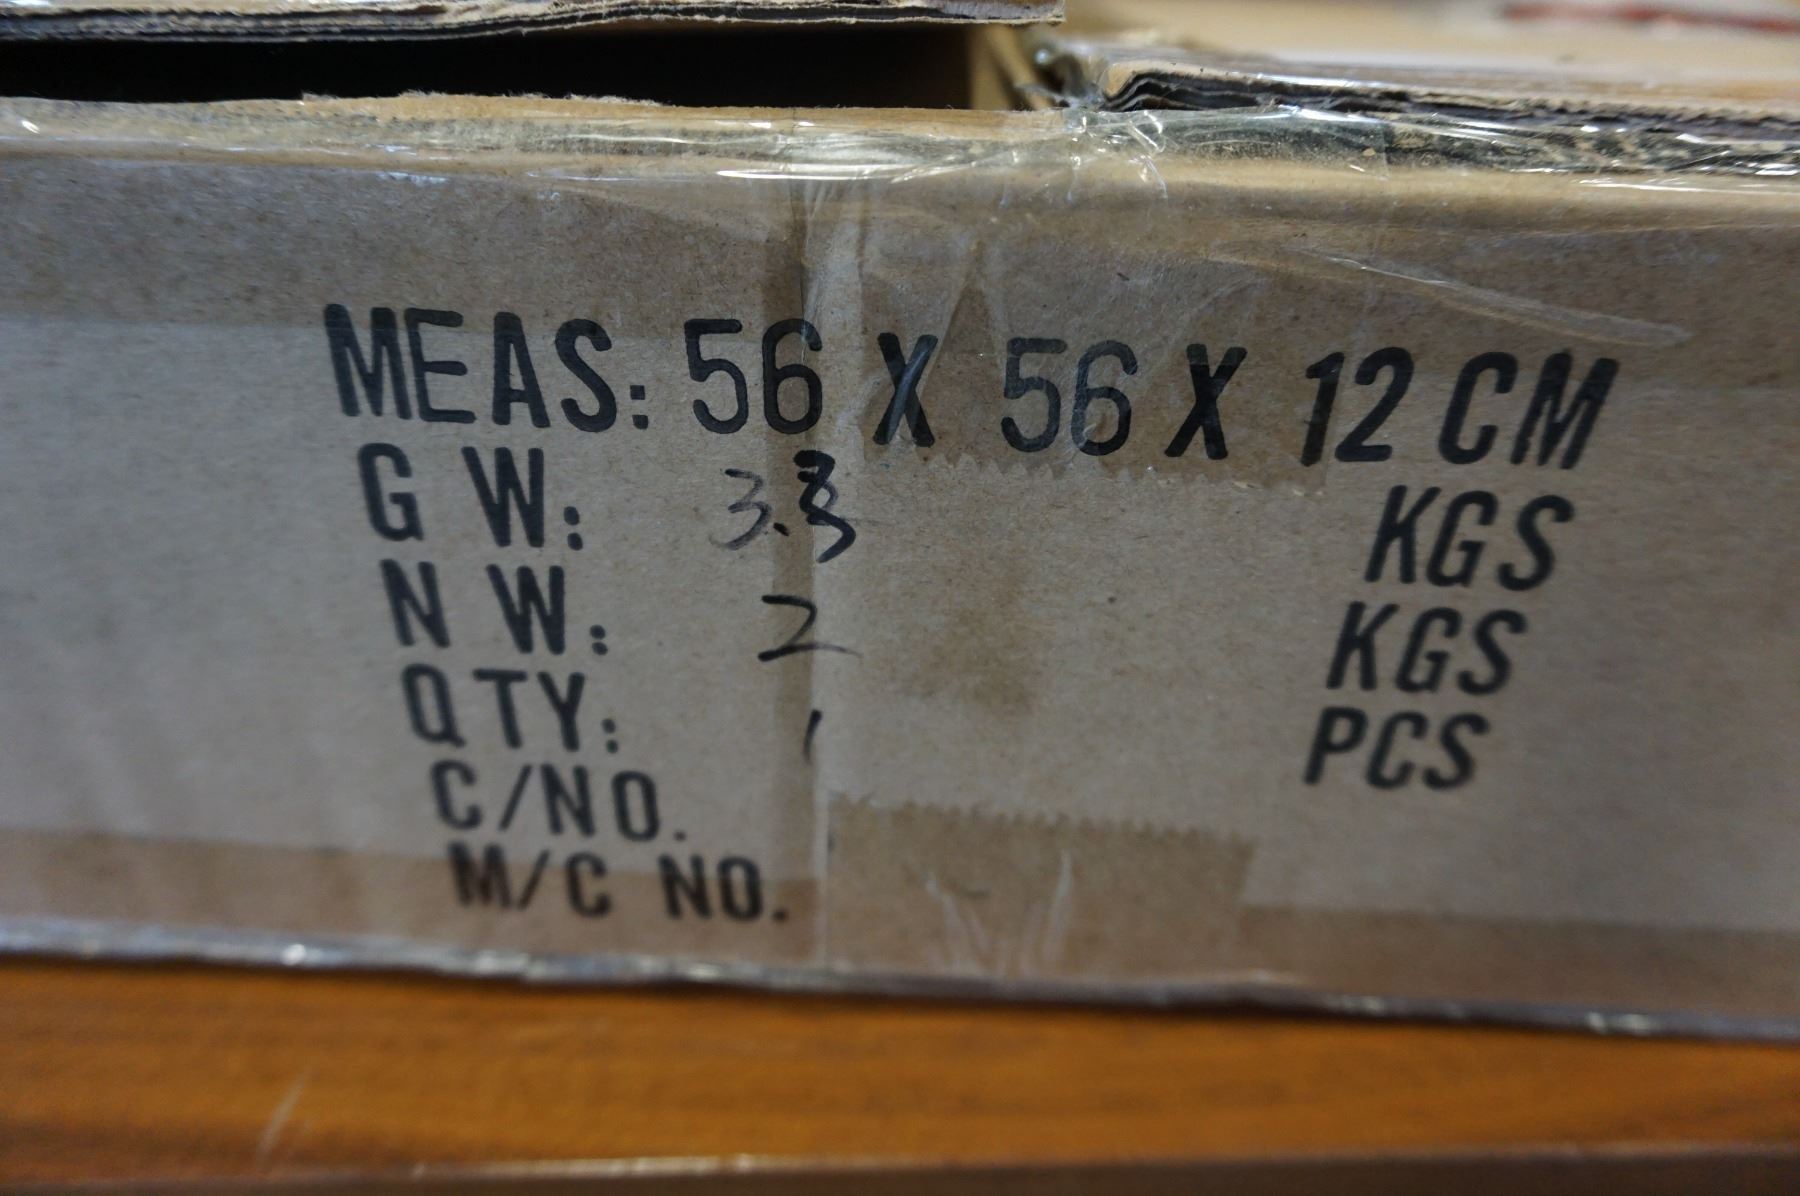 MEAS: 56 X 56 X 12 CM
G W: 3.3 KGS
N W: 2 KGS
QTY: 1 PCS
C/NO.
M/C NO.